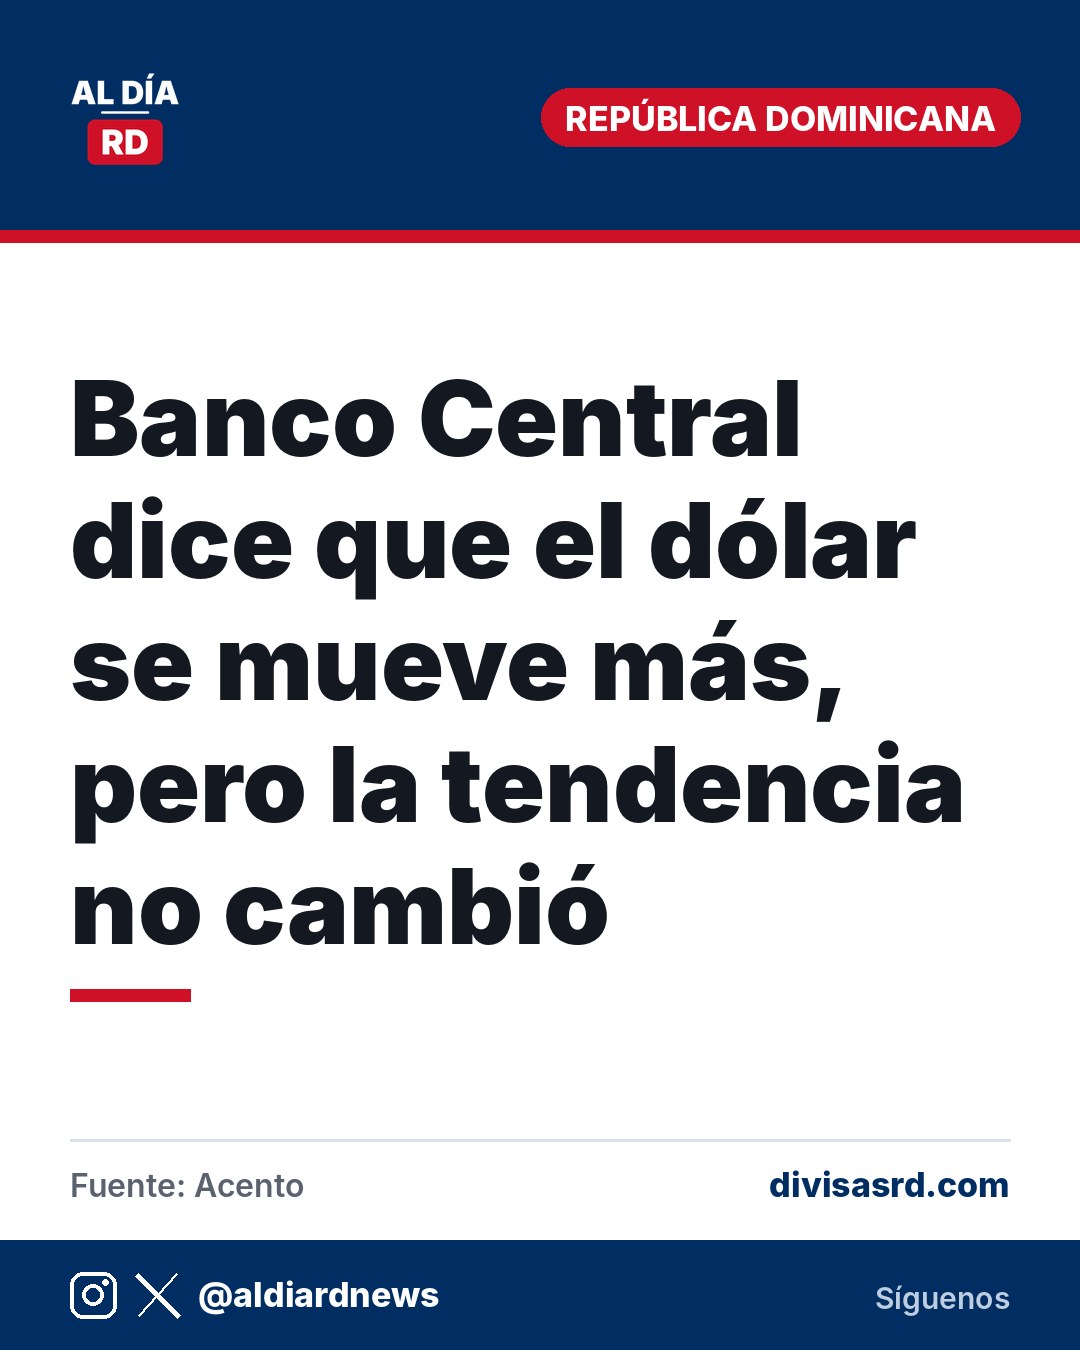 AL DÍA
RD
REPÚBLICA DOMINICANA
Banco Central
dice que el dólar
se mueve más,
pero la tendencia
no cambió
Fuente: Acento
divisasrd.com
@aldiardnews
Síguenos